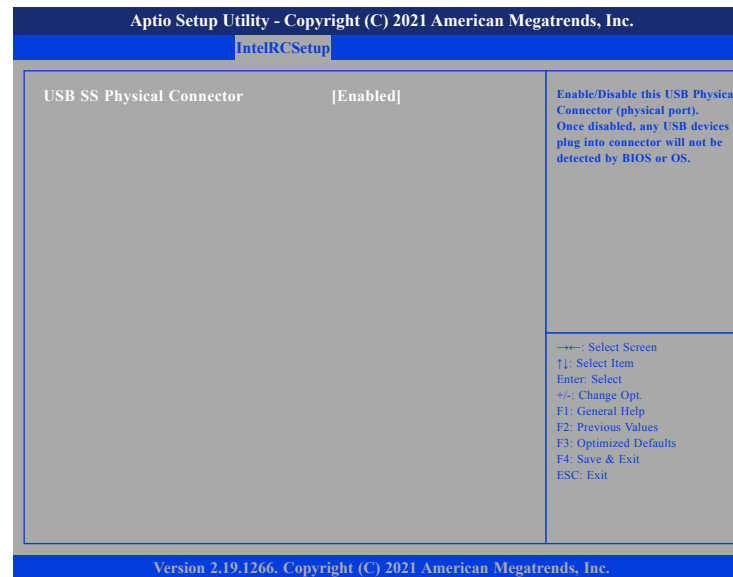 Aptio Setup Utility - Copyright (C) 2021 American Megatrends, Inc.
IntelRCSetup
USB SS Physical Connector [Enabled]
Enable/Disable this USB Physica
Connector (physical port).
Once disabled, any USB devices
plug into connector will not be
detected by BIOS or OS.
→←: Select Screen
↑↓: Select Item
Enter: Select
+/-: Change Opt.
F1: General Help
F2: Previous Values
F3: Optimized Defaults
F4: Save & Exit
ESC: Exit
Version 2.19.1266. Copyright (C) 2021 American Megatrends, Inc.